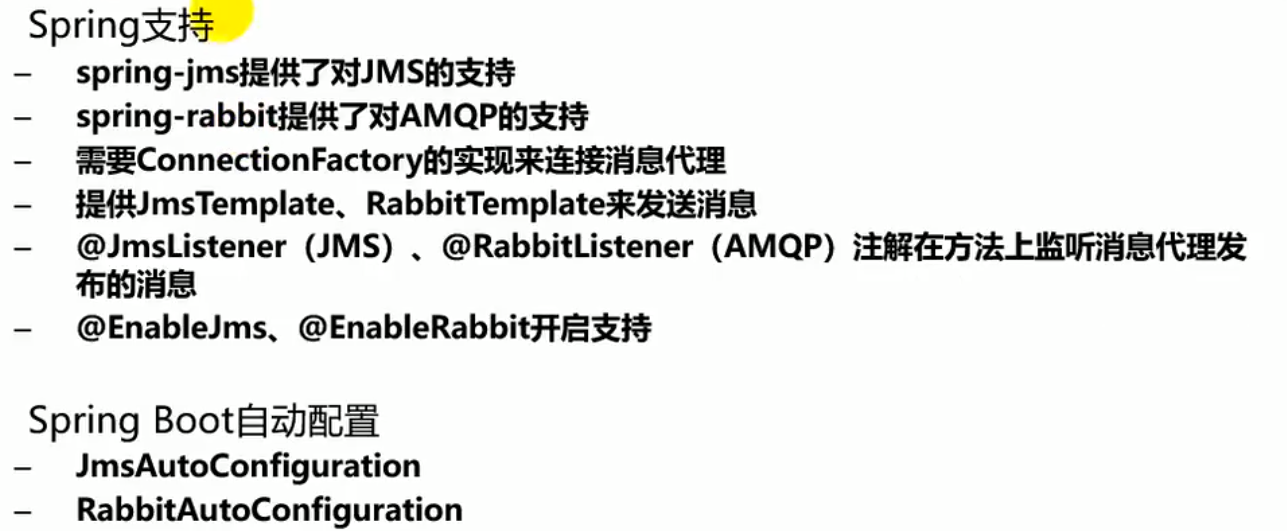 Spring支持
– spring-jms提供了对JMS的支持
– spring-rabbit提供了对AMQP的支持
– 需要ConnectionFactory的实现来连接消息代理
– 提供JmsTemplate、RabbitTemplate来发送消息
– @JmsListener（JMS）、@RabbitListener（AMQP）注解在方法上监听消息代理发
布的消息
– @EnableJms、@EnableRabbit开启支持
Spring Boot自动配置
– JmsAutoConfiguration
– RabbitAutoConfiguration